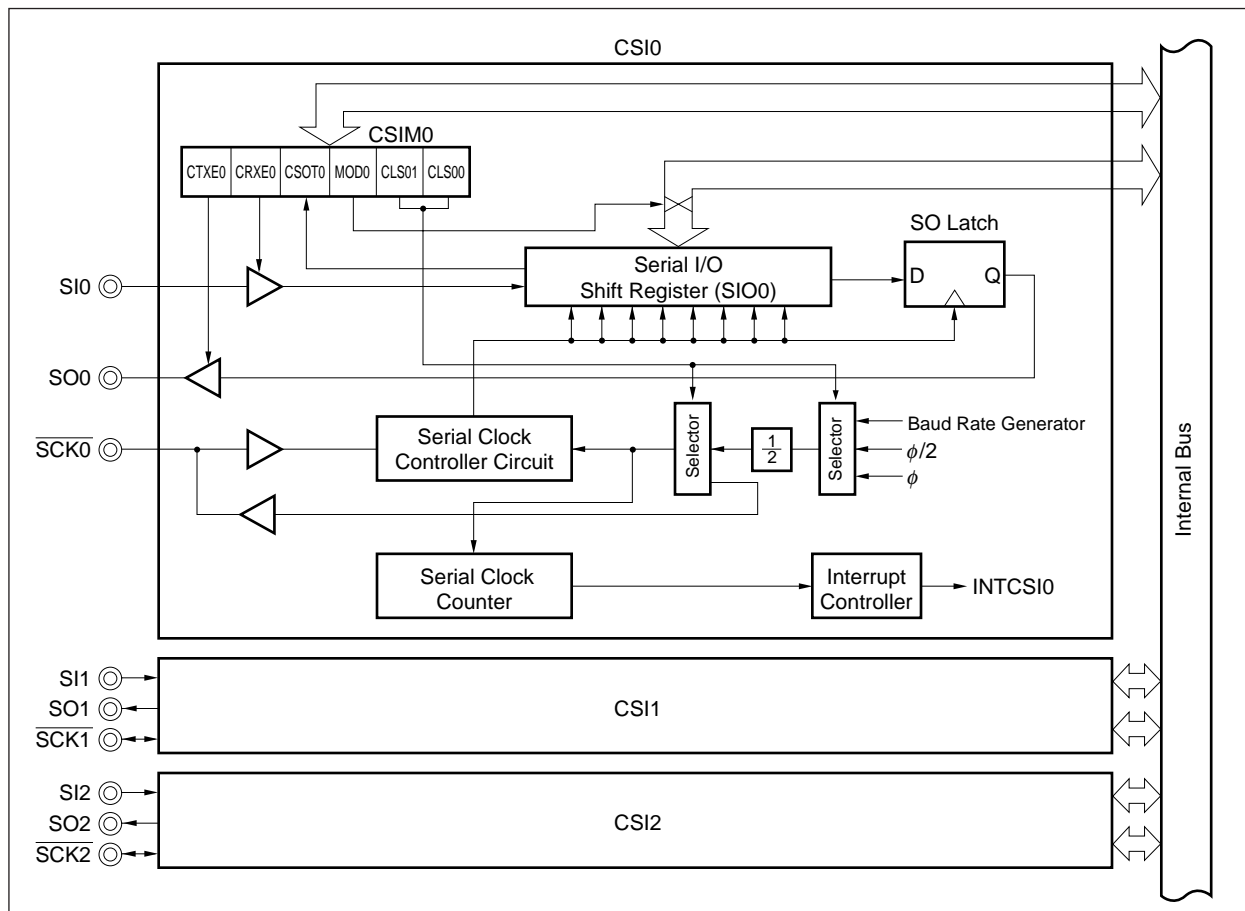 CSI0
CSIM0
CTXE0 CRXE0 CSOT0 MOD0 CLS01 CLS00
SO Latch
SI0
Serial I/O
Shift Register (SIO0)
D Q
SO0
SCK0
Serial Clock
Controller Circuit
Selector
1
2
Selector
Baud Rate Generator
ϕ/2
ϕ
Internal Bus
Serial Clock
Counter
Interrupt
Controller
INTCSI0
SI1
SO1
SCK1
CSI1
SI2
SO2
SCK2
CSI2